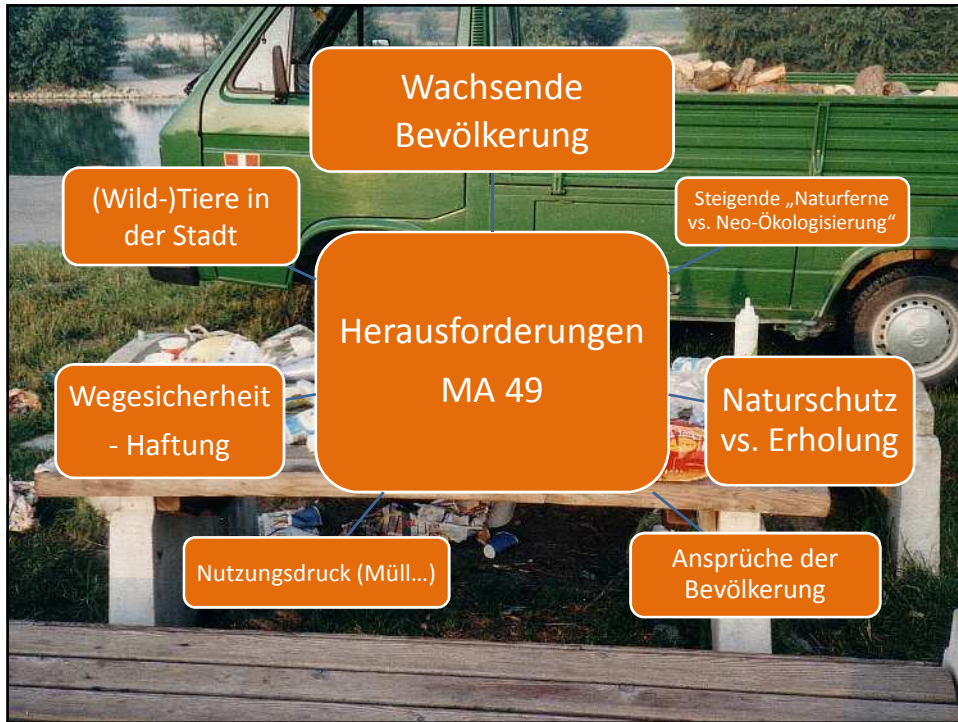 Wachsende
Bevölkerung
(Wild-)Tiere in
der Stadt
Steigende „Naturferne
vs. Neo-Ökologisierung“
Herausforderungen
MA 49
Wegesicherheit
- Haftung
Naturschutz
vs. Erholung
Nutzungsdruck (Müll…)
Ansprüche der
Bevölkerung